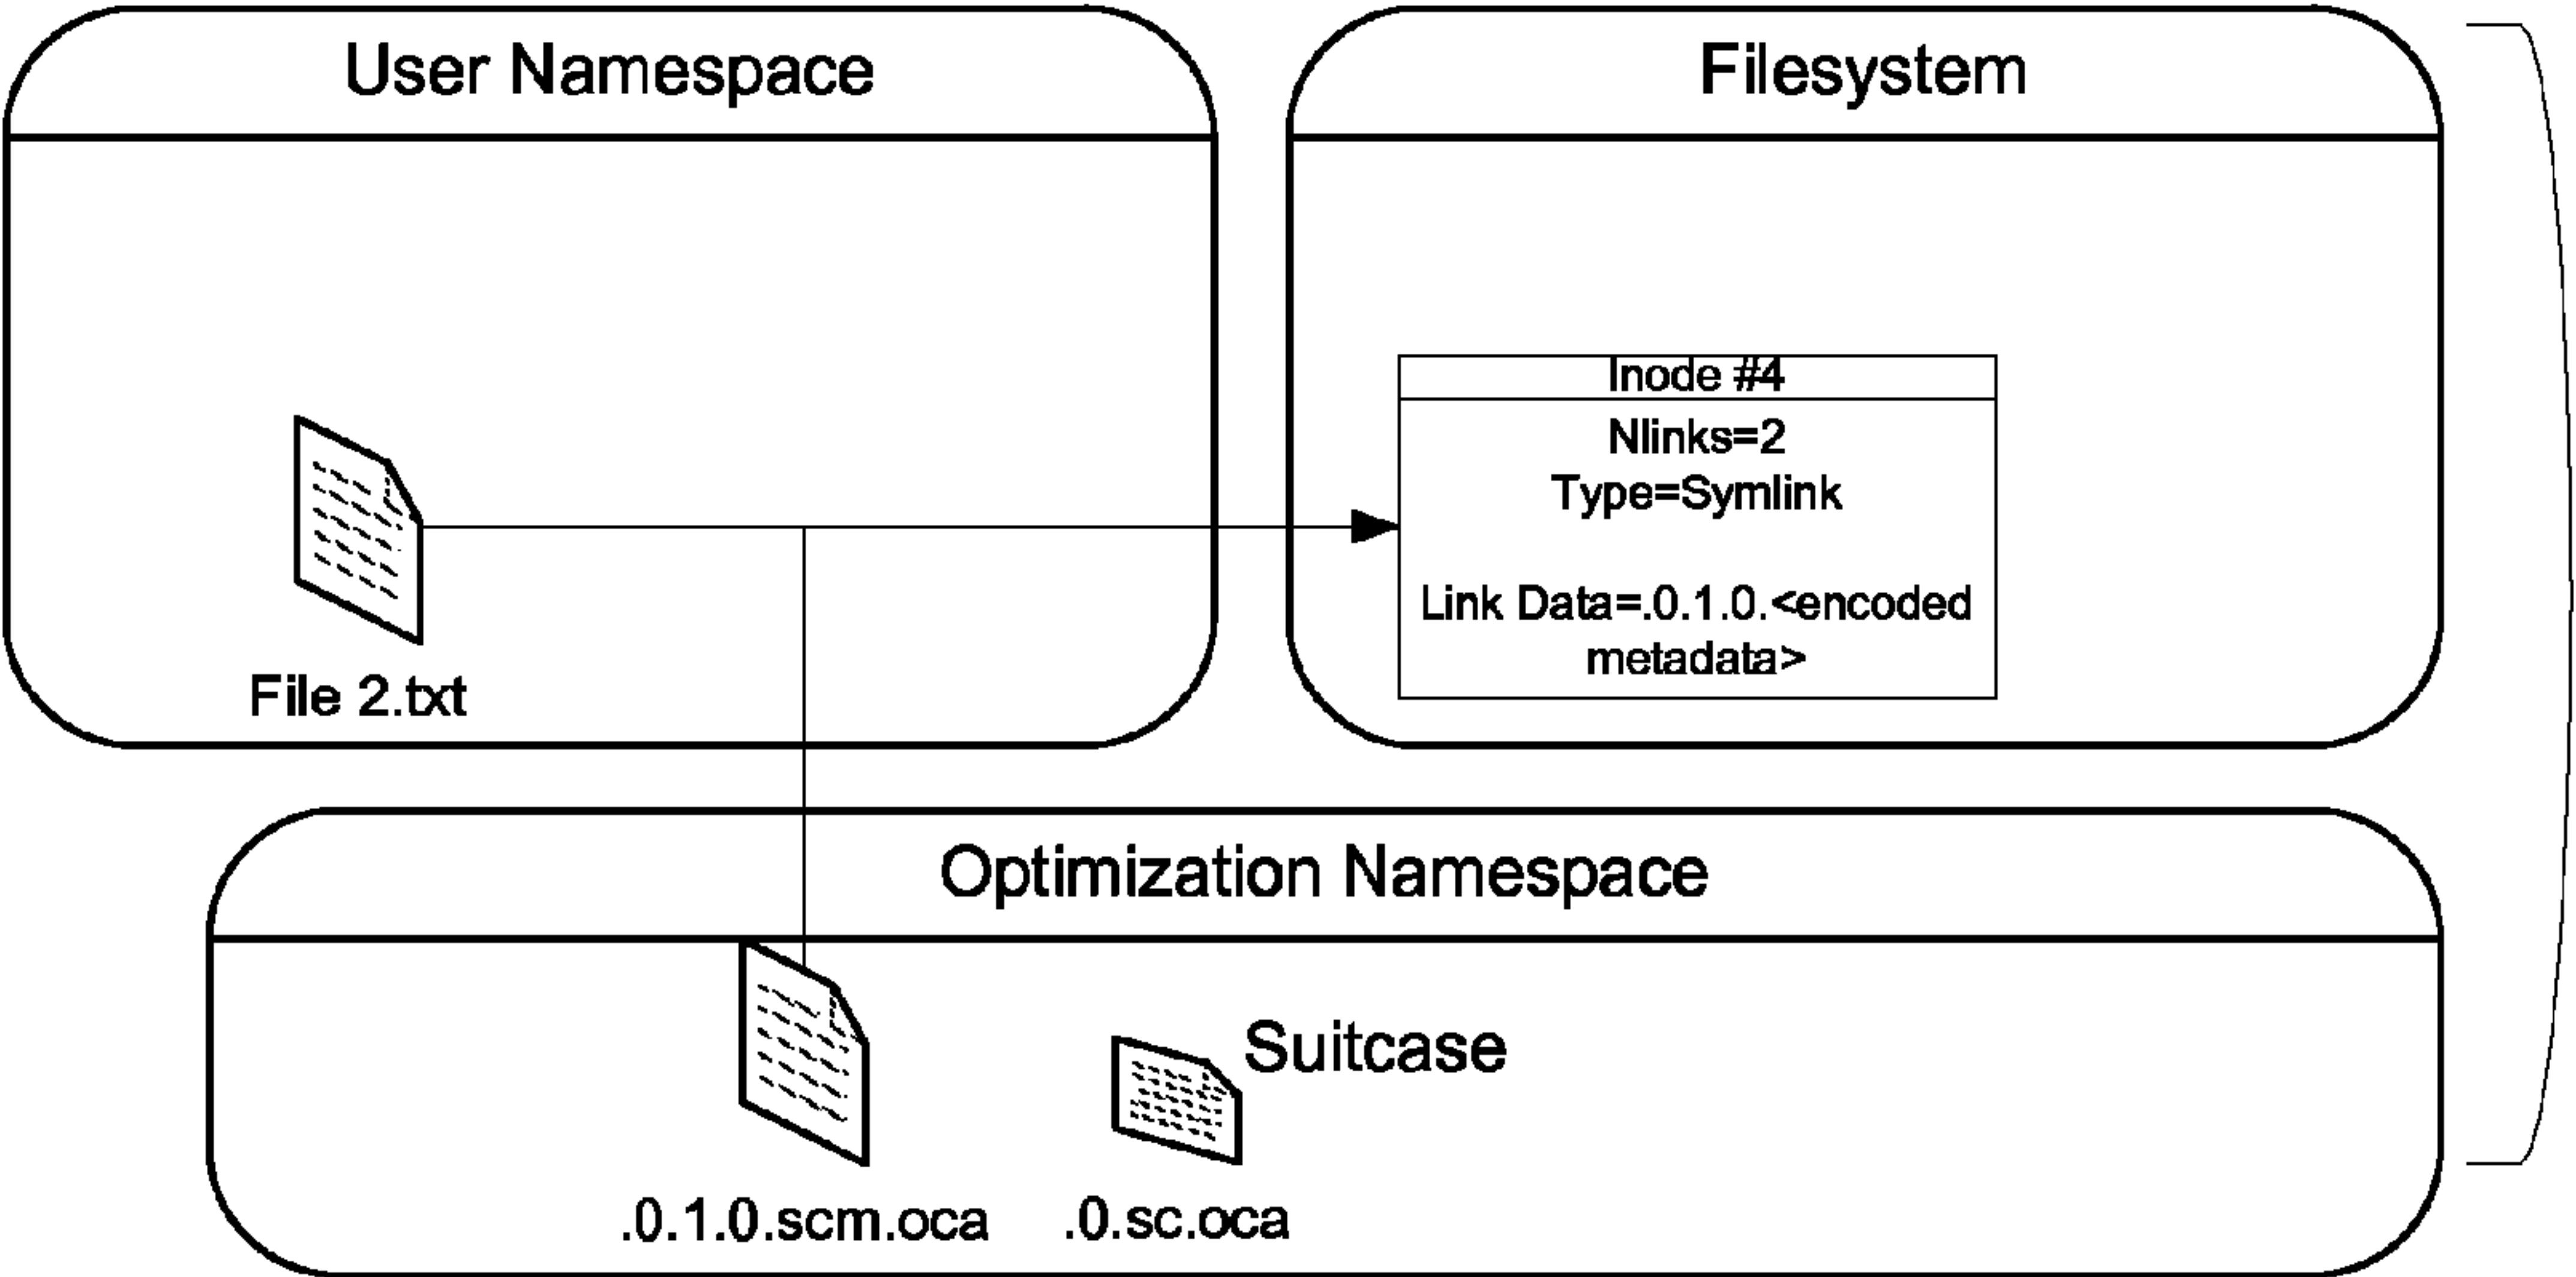 User Namespace
Filesystem
Inode #4
Nlinks=2
Type=Symlink
Link Data=.0.1.0.<encoded
metadata>
File 2.txt
Optimization Namespace
Suitcase
.0.1.0.scm.oca
.0.sc.oca